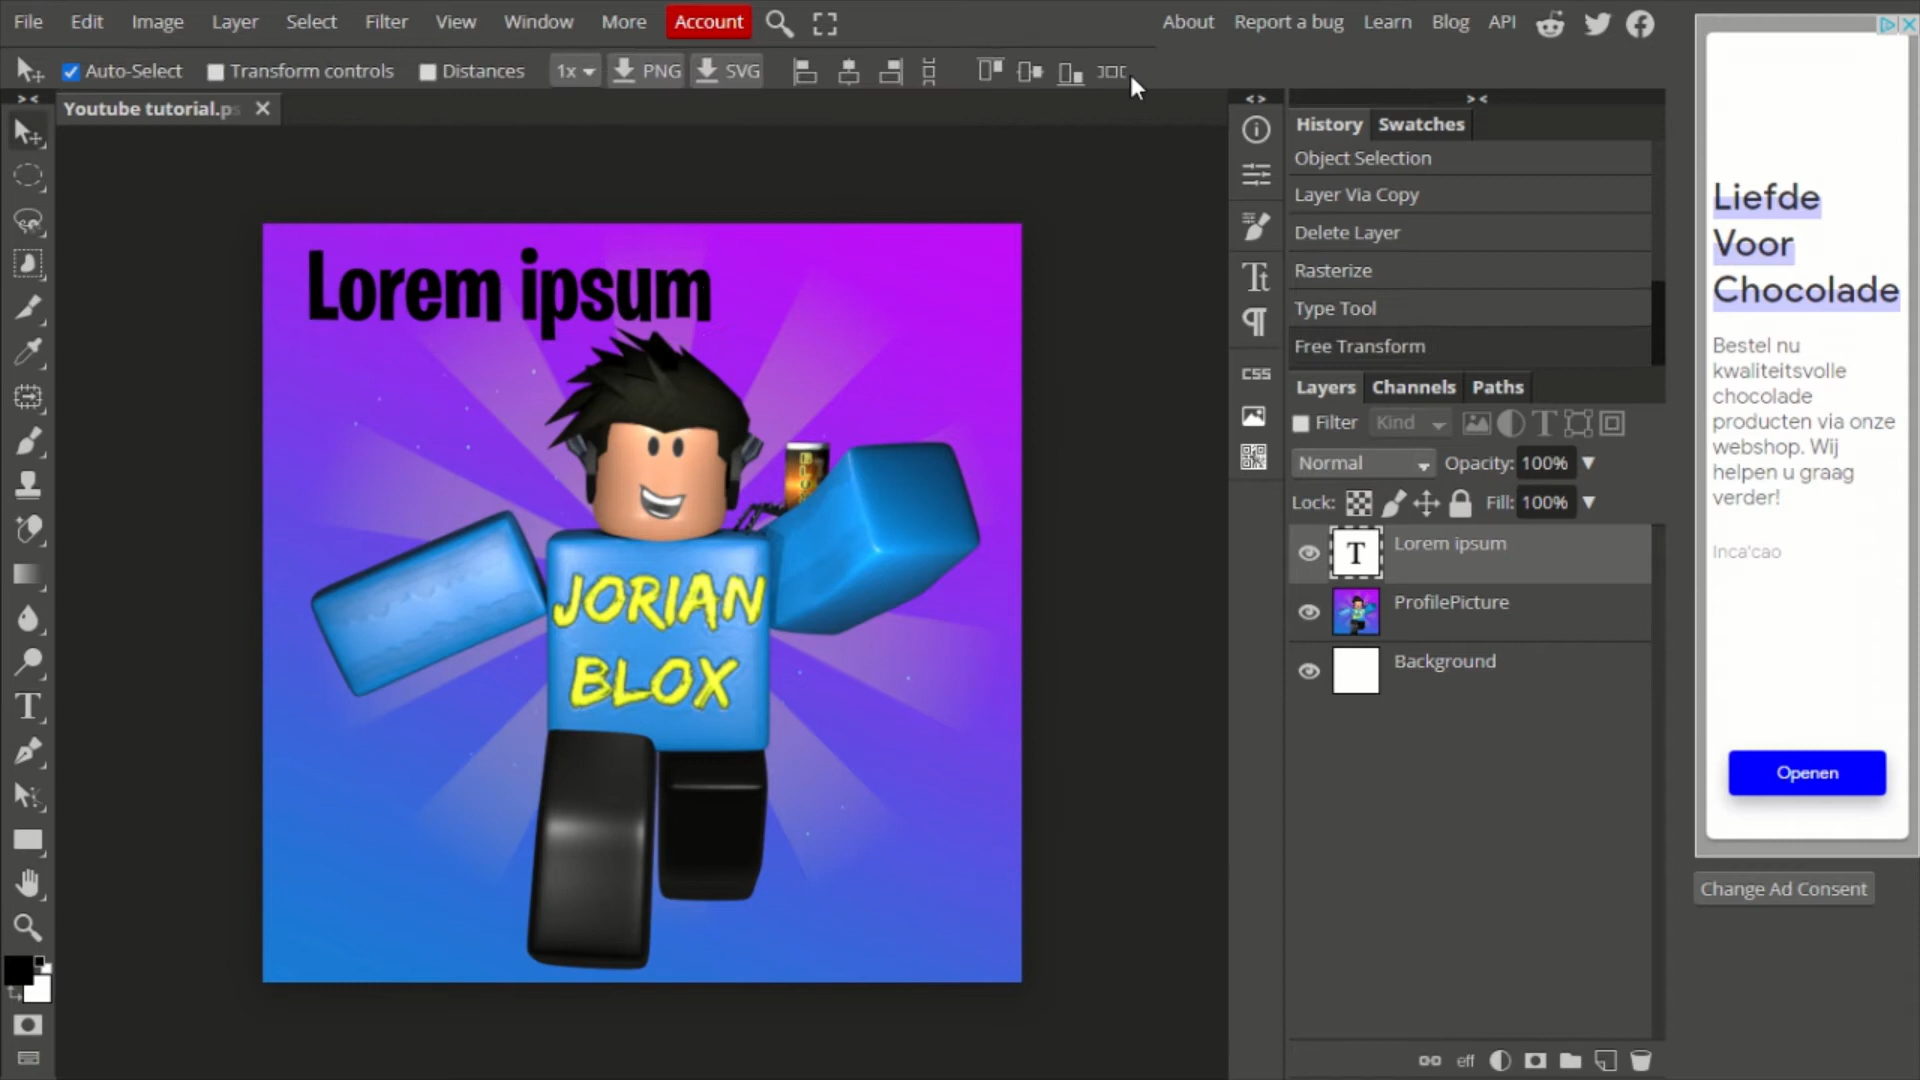 File Edit Image Layer Select Filter View Window More Account About Report a bug Learn Blog API
Auto-Select Transform controls Distances 1x PNG SVG
Youtube tutorial.ps
History Swatches
Object Selection
Layer Via Copy
Delete Layer
Rasterize
Type Tool
Free Transform
CSS
Layers Channels Paths
Filter Kind
Normal Opacity: 100%
Lock: Fill: 100%
Lorem ipsum
ProfilePicture
Background
eff
Lorem ipsum
JORIAN
BLOX
Liefde
Voor
Chocolade
Bestel nu
kwaliteitsvolle
chocolade
producten via onze
webshop. Wij
helpen u graag
verder!
Inca'cao
Openen
Change Ad Consent